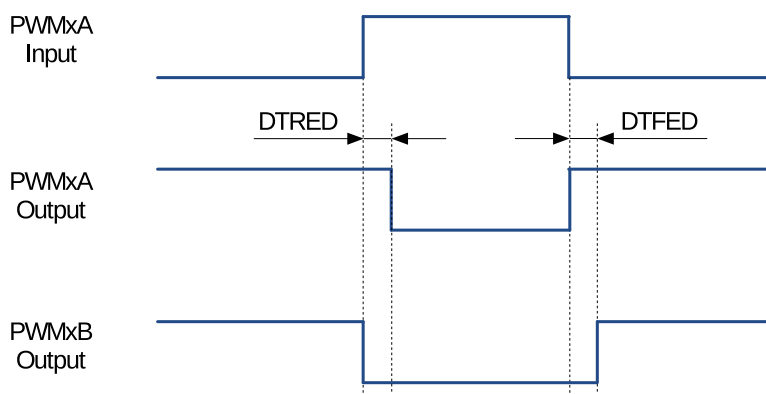 PWMxA
Input
DTRED
DTFED
PWMxA
Output
PWMxB
Output